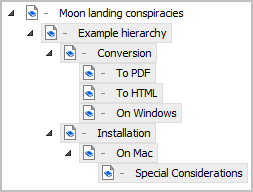 - Moon landing conspiracies
- Example hierarchy
- Conversion
- To PDF
- To HTML
- On Windows
- Installation
- On Mac
- Special Considerations